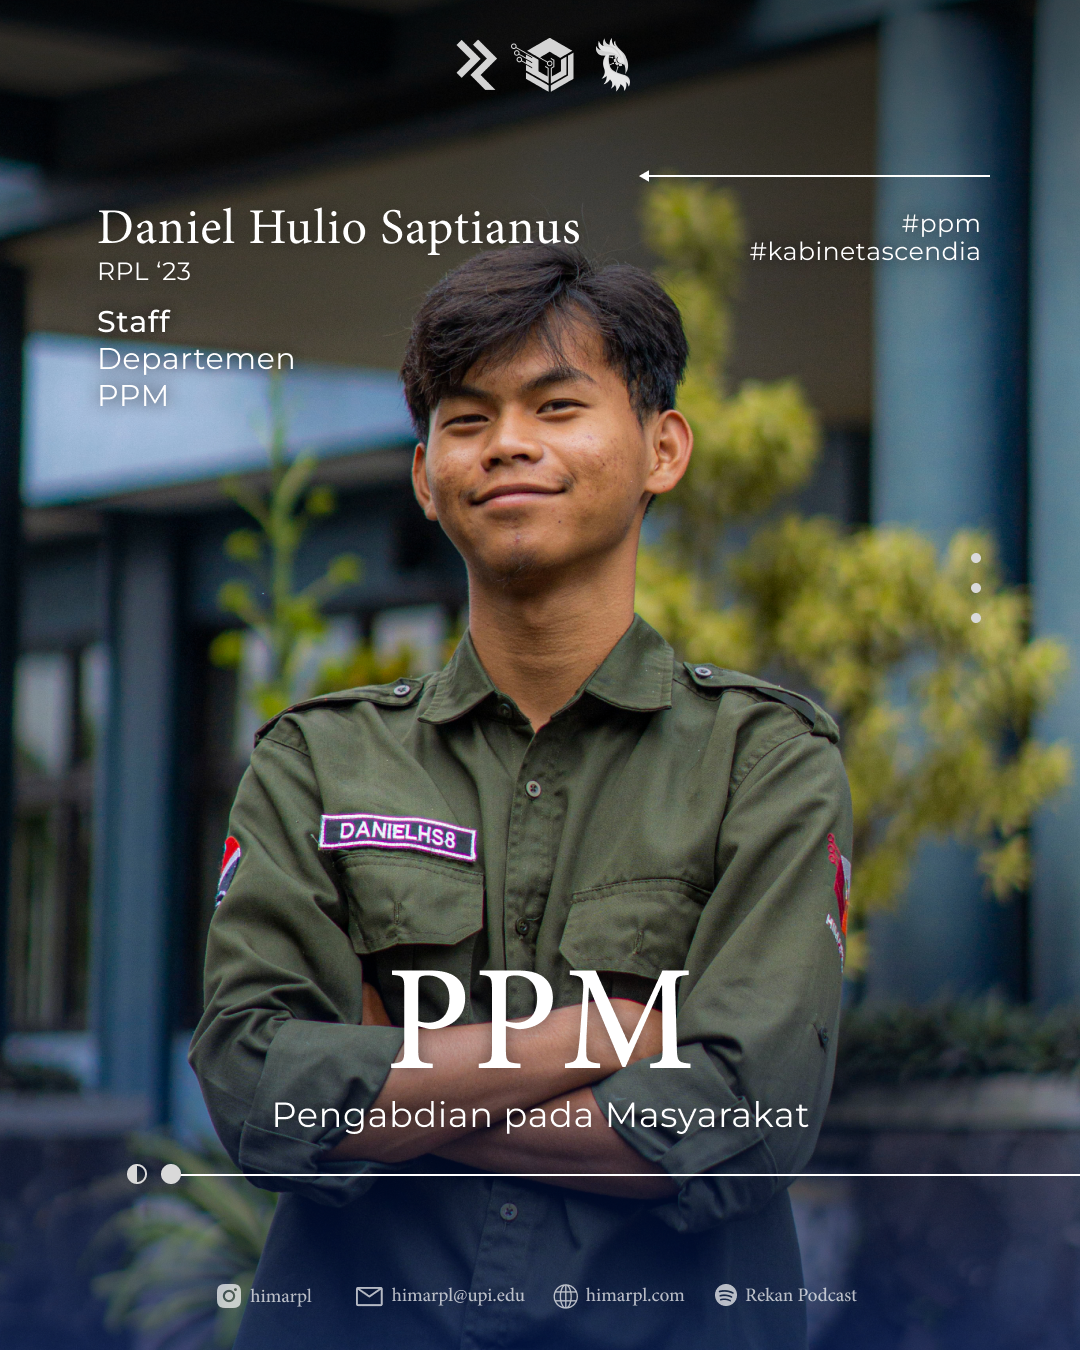 Daniel Hulio Saptianus
RPL ‘23
Staff
Departemen
PPM
#ppm
#kabinetascendia
DANIELHS8
PPM
Pengabdian pada Masyarakat
himarpl
himarpl@upi.edu
himarpl.com
Rekan Podcast